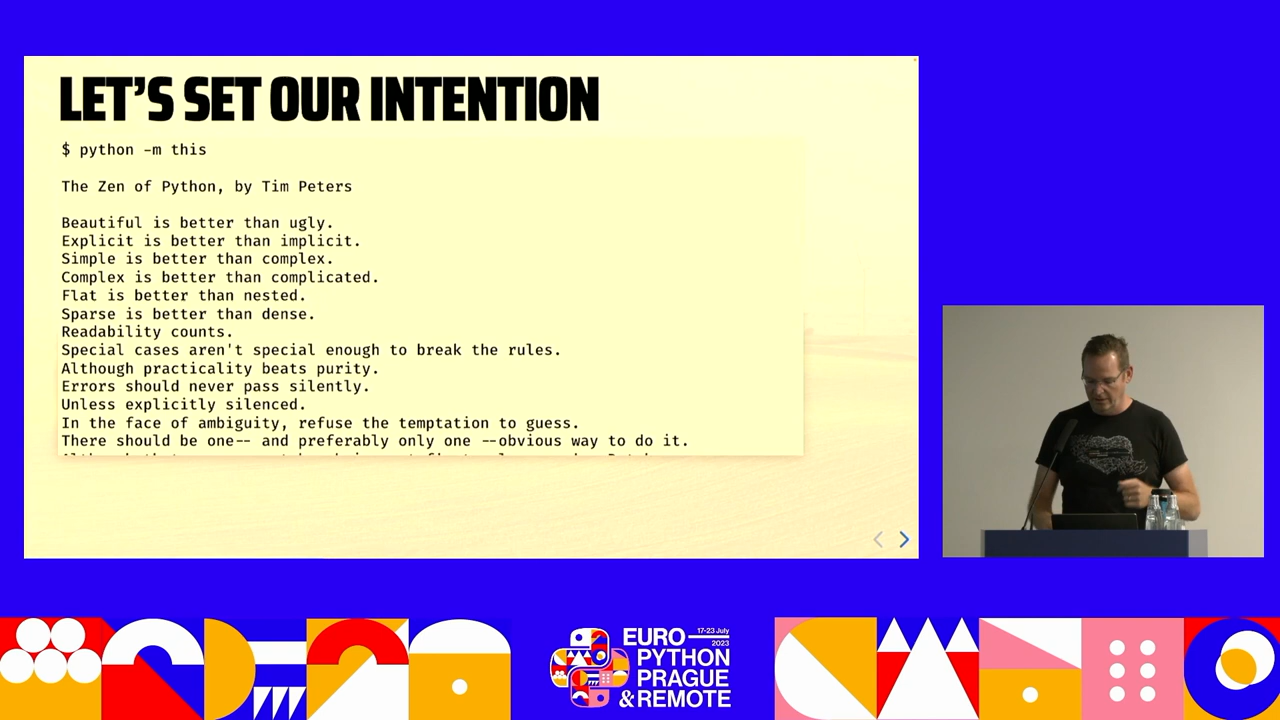 LET'S SET OUR INTENTION
$ python -m this
The Zen of Python, by Tim Peters
Beautiful is better than ugly.
Explicit is better than implicit.
Simple is better than complex.
Complex is better than complicated.
Flat is better than nested.
Sparse is better than dense.
Readability counts.
Special cases aren't special enough to break the rules.
Although practicality beats purity.
Errors should never pass silently.
Unless explicitly silenced.
In the face of ambiguity, refuse the temptation to guess.
There should be one-- and preferably only one --obvious way to do it.
EURO 17-23 July
2023
PYTHON
PRAGUE
& REMOTE